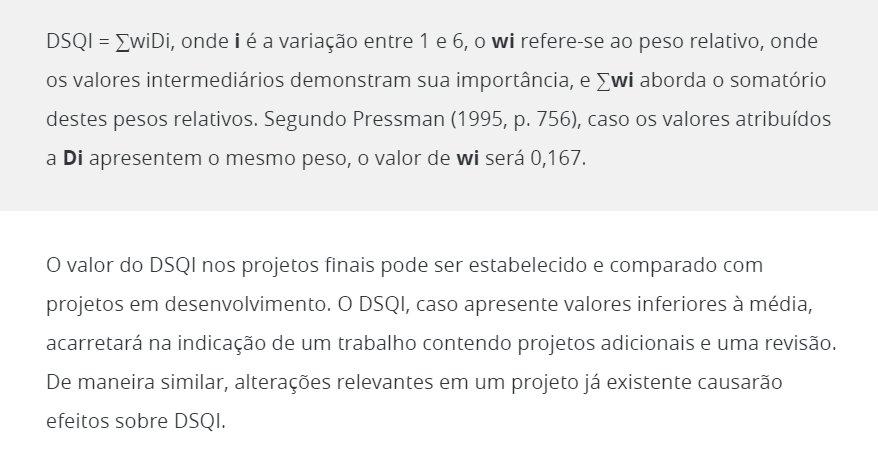 DSQI = ∑wiDi, onde i é a variação entre 1 e 6, o wi refere-se ao peso relativo, onde
os valores intermediários demonstram sua importância, e ∑wi aborda o somatório
destes pesos relativos. Segundo Pressman (1995, p. 756), caso os valores atribuídos
a Di apresentem o mesmo peso, o valor de wi será 0,167.
O valor do DSQI nos projetos finais pode ser estabelecido e comparado com
projetos em desenvolvimento. O DSQI, caso apresente valores inferiores à média,
acarretará na indicação de um trabalho contendo projetos adicionais e uma revisão.
De maneira similar, alterações relevantes em um projeto já existente causarão
efeitos sobre DSQI.